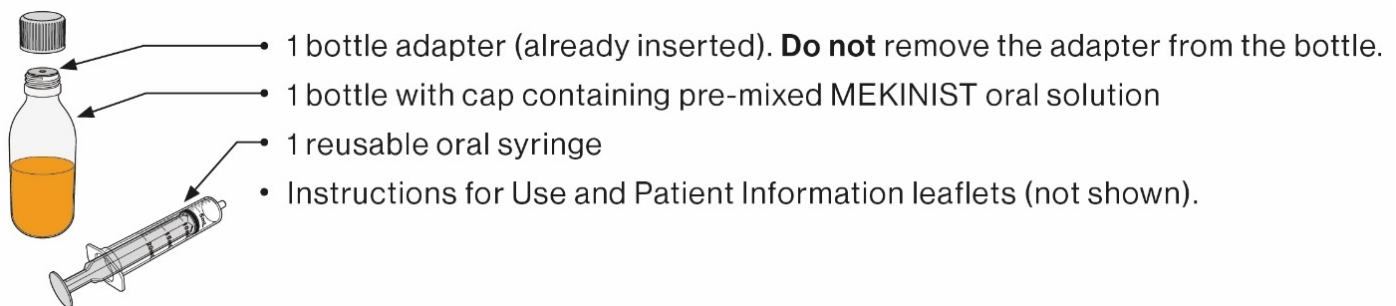 1 bottle adapter (already inserted). Do not remove the adapter from the bottle.
1 bottle with cap containing pre-mixed MEKINIST oral solution
1 reusable oral syringe
• Instructions for Use and Patient Information leaflets (not shown).